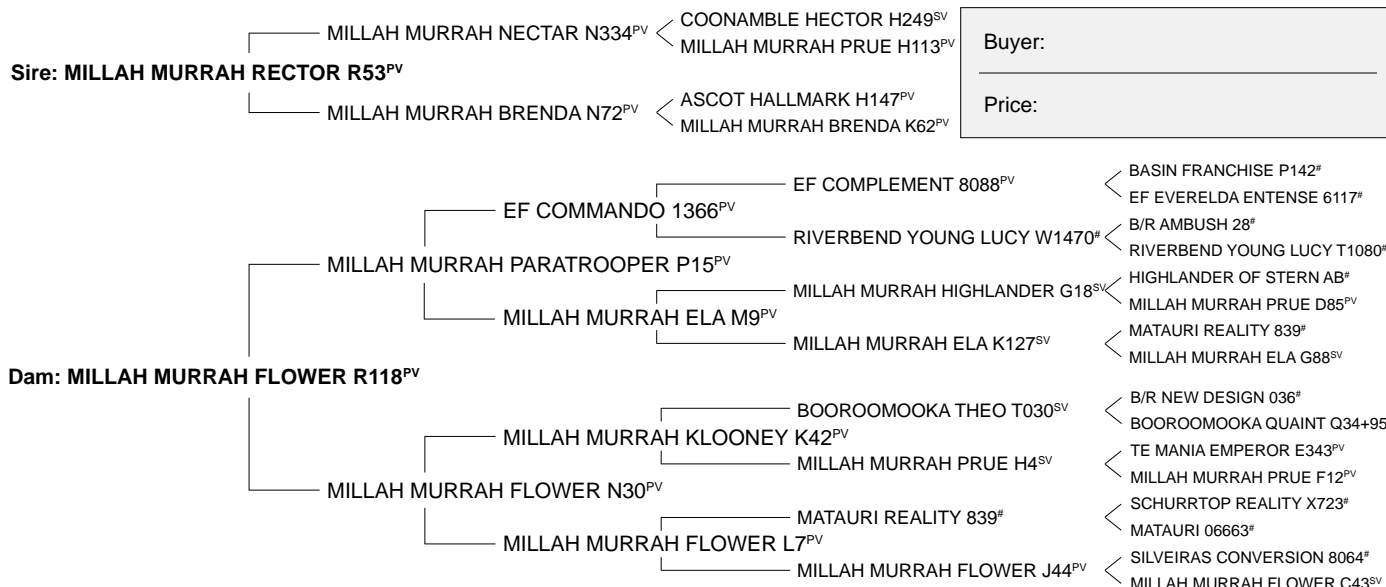 COONAMBLE HECTOR H249SV
MILLAH MURRAH NECTAR N334PV
MILLAH MURRAH PRUE H113PV
Sire: MILLAH MURRAH RECTOR R53PV
ASCOT HALLMARK H147PV
MILLAH MURRAH BRENDA N72PV
MILLAH MURRAH BRENDA K62PV
Buyer:
Price:
BASIN FRANCHISE P142#
EF COMPLEMENT 8088PV
EF EVERELDA ENTENSE 6117#
EF COMMANDO 1366PV
B/R AMBUSH 28#
RIVERBEND YOUNG LUCY W1470#
RIVERBEND YOUNG LUCY T1080#
MILLAH MURRAH PARATROOPER P15PV
HIGHLANDER OF STERN AB#
MILLAH MURRAH HIGHLANDER G18SV
MILLAH MURRAH PRUE D85PV
MILLAH MURRAH ELA M9PV
MATAURI REALITY 839#
MILLAH MURRAH ELA K127SV
MILLAH MURRAH ELA G88SV
Dam: MILLAH MURRAH FLOWER R118PV
B/R NEW DESIGN 036#
BOOROOMOOKA THEO T030SV
BOOROOMOOKA QUAINT Q34+95
MILLAH MURRAH KLOONEY K42PV
TE MANIA EMPEROR E343PV
MILLAH MURRAH PRUE H4SV
MILLAH MURRAH PRUE F12PV
MILLAH MURRAH FLOWER N30PV
SCHURRTOP REALITY X723#
MATAURI REALITY 839#
MATAURI 06663#
MILLAH MURRAH FLOWER L7PV
SILVEIRAS CONVERSION 8064#
MILLAH MURRAH FLOWER J44PV
MILLAH MURRAH FLOWER C43SV